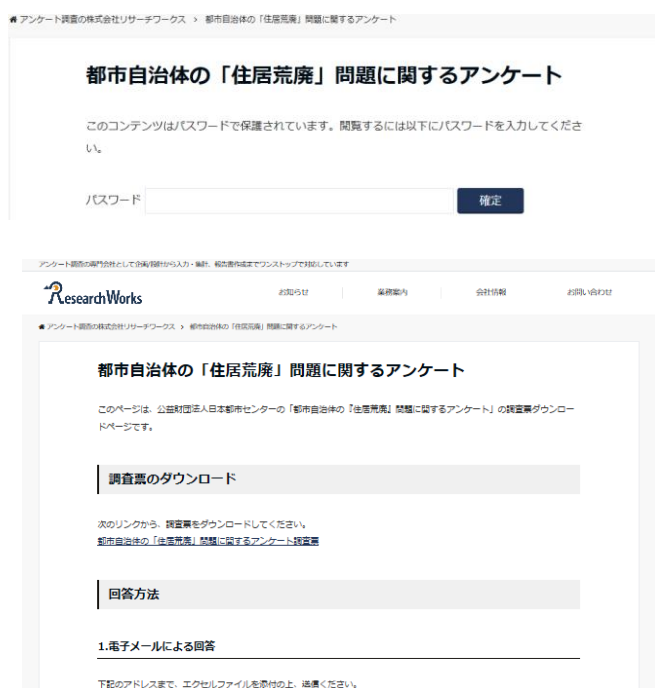 アンケート調査の株式会社リサーチワークス > 都市自治体の「住居荒廃」問題に関するアンケート
都市自治体の「住居荒廃」問題に関するアンケート
このコンテンツはパスワードで保護されています。閲覧するには以下にパスワードを入力してくださ
い。
パスワード 確定
アンケート調査の専門会社として企画/設計から入力・集計、報告書作成までワンストップで対応しています
ResearchWorks お知らせ 業務案内 会社情報 お問い合わせ
アンケート調査の株式会社リサーチワークス > 都市自治体の「住居荒廃」問題に関するアンケート
都市自治体の「住居荒廃」問題に関するアンケート
このページは、公益財団法人日本都市センターの「都市自治体の『住居荒廃』問題に関するアンケート」の調査票ダウンロー
ドページです。
調査票のダウンロード
次のリンクから、調査票をダウンロードしてください。
都市自治体の「住居荒廃」問題に関するアンケート調査票
回答方法
1.電子メールによる回答
下記のアドレスまで、エクセルファイルを添付の上、送信ください。